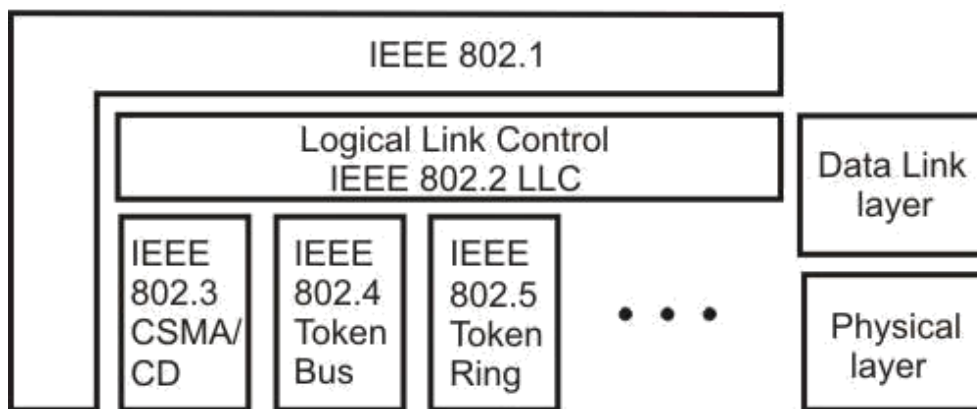 IEEE 802.1
Logical Link Control
IEEE 802.2 LLC
Data Link
layer
IEEE
802.3
CSMA/
CD
IEEE
802.4
Token
Bus
IEEE
802.5
Token
Ring
• • •
Physical
layer